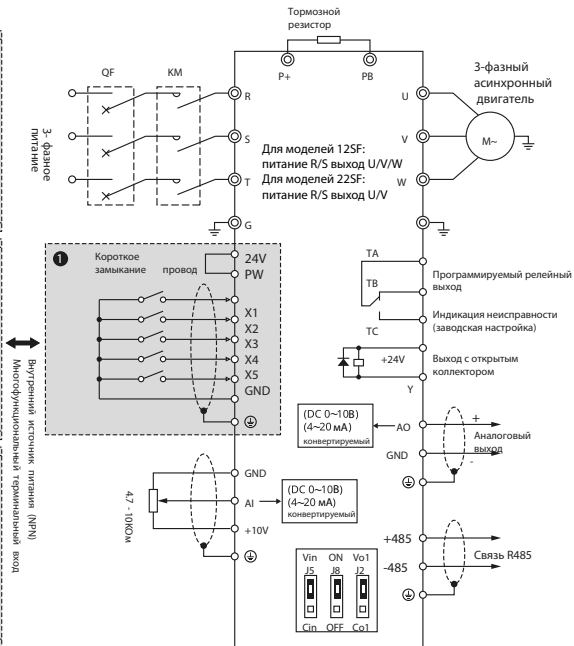 Тормозной
резистор
P+
PB
QF
KM
R
S
T
G
3- фазное
питание
U
V
W
3-фазный
асинхронный
двигатель
M~
Для моделей 12SF:
питание R/S выход U/V/W
Для моделей 22SF:
питание R/S выход U/V
1
Короткое
замыкание провод
24V
PW
X1
X2
X3
X4
X5
GND
Внутренний источник питания (NPN)
Многофункциональный терминальный вход
TA
TB
TC
Программируемый релейный
выход
Индикация неисправности
(заводская настройка)
+24V
Y
Выход с открытым
коллектором
(DC 0~10В)
(4~20 мА)
конвертируемый
AO
GND
+
Аналоговый
выход
-
4.7 - 10КОм
GND
AI
+10V
(DC 0~10В)
(4~20 мА)
конвертируемый
+485
-485
Связь R485
Vin ON Vo1
J5 J8 J2
Cin OFF Co1